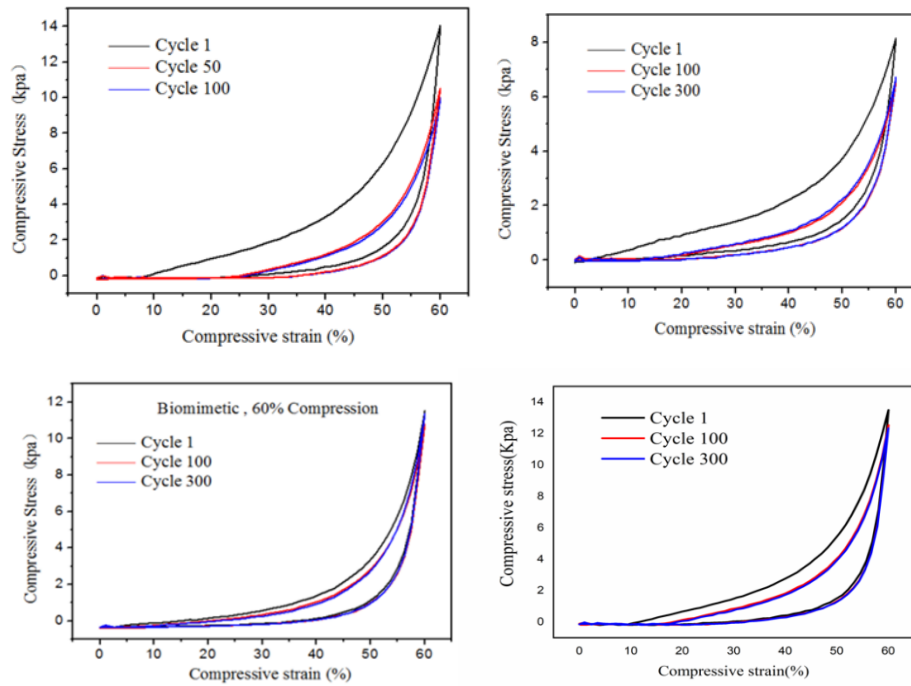 Compressive Stress (kpa)
14
12
10
8
6
4
2
0
Cycle 1
Cycle 50
Cycle 100
0 10 20 30 40 50 60
Compressive strain (%)
Compressive Stress (kpa)
8
6
4
2
0
Cycle 1
Cycle 100
Cycle 300
0 10 20 30 40 50 60
Compressive strain (%)
Compressive Stress (kpa)
12
10
8
6
4
2
0
Biomimetic , 60% Compression
Cycle 1
Cycle 100
Cycle 300
0 10 20 30 40 50 60
Compressive strain (%)
Compressive stress(Kpa)
14
12
10
8
6
4
2
0
Cycle 1
Cycle 100
Cycle 300
0 10 20 30 40 50 60
Compressive strain(%)